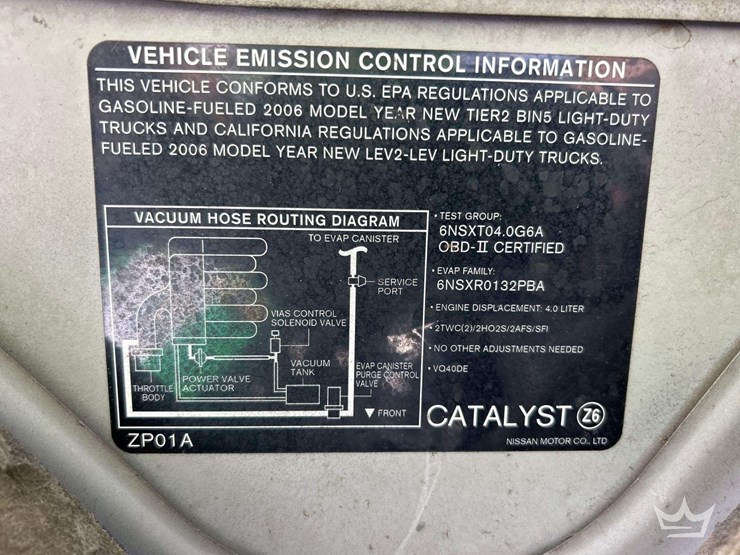 VEHICLE EMISSION CONTROL INFORMATION
THIS VEHICLE CONFORMS TO U.S. EPA REGULATIONS APPLICABLE TO
GASOLINE-FUELED 2006 MODEL YEAR NEW TIER2 BIN5 LIGHT-DUTY
TRUCKS AND CALIFORNIA REGULATIONS APPLICABLE TO GASOLINE-
FUELED 2006 MODEL YEAR NEW LEV2-LEV LIGHT-DUTY TRUCKS.
VACUUM HOSE ROUTING DIAGRAM
TO EVAP CANISTER
SERVICE
PORT
VIAS CONTROL
SOLENOID VALVE
VACUUM
TANK
EVAP CANISTER
PURGE CONTROL
VALVE
POWER VALVE
ACTUATOR
THROTTLE
BODY
▼ FRONT
ZP01A
• TEST GROUP:
6NSXT04.0G6A
OBD-II CERTIFIED
• EVAP FAMILY:
6NSXR0132PBA
• ENGINE DISPLACEMENT: 4.0 LITER
• 2TWC(2)/2HO2S/2AFS/SFI
• NO OTHER ADJUSTMENTS NEEDED
• VQ40DE
CATALYST Z6
NISSAN MOTOR CO., LTD